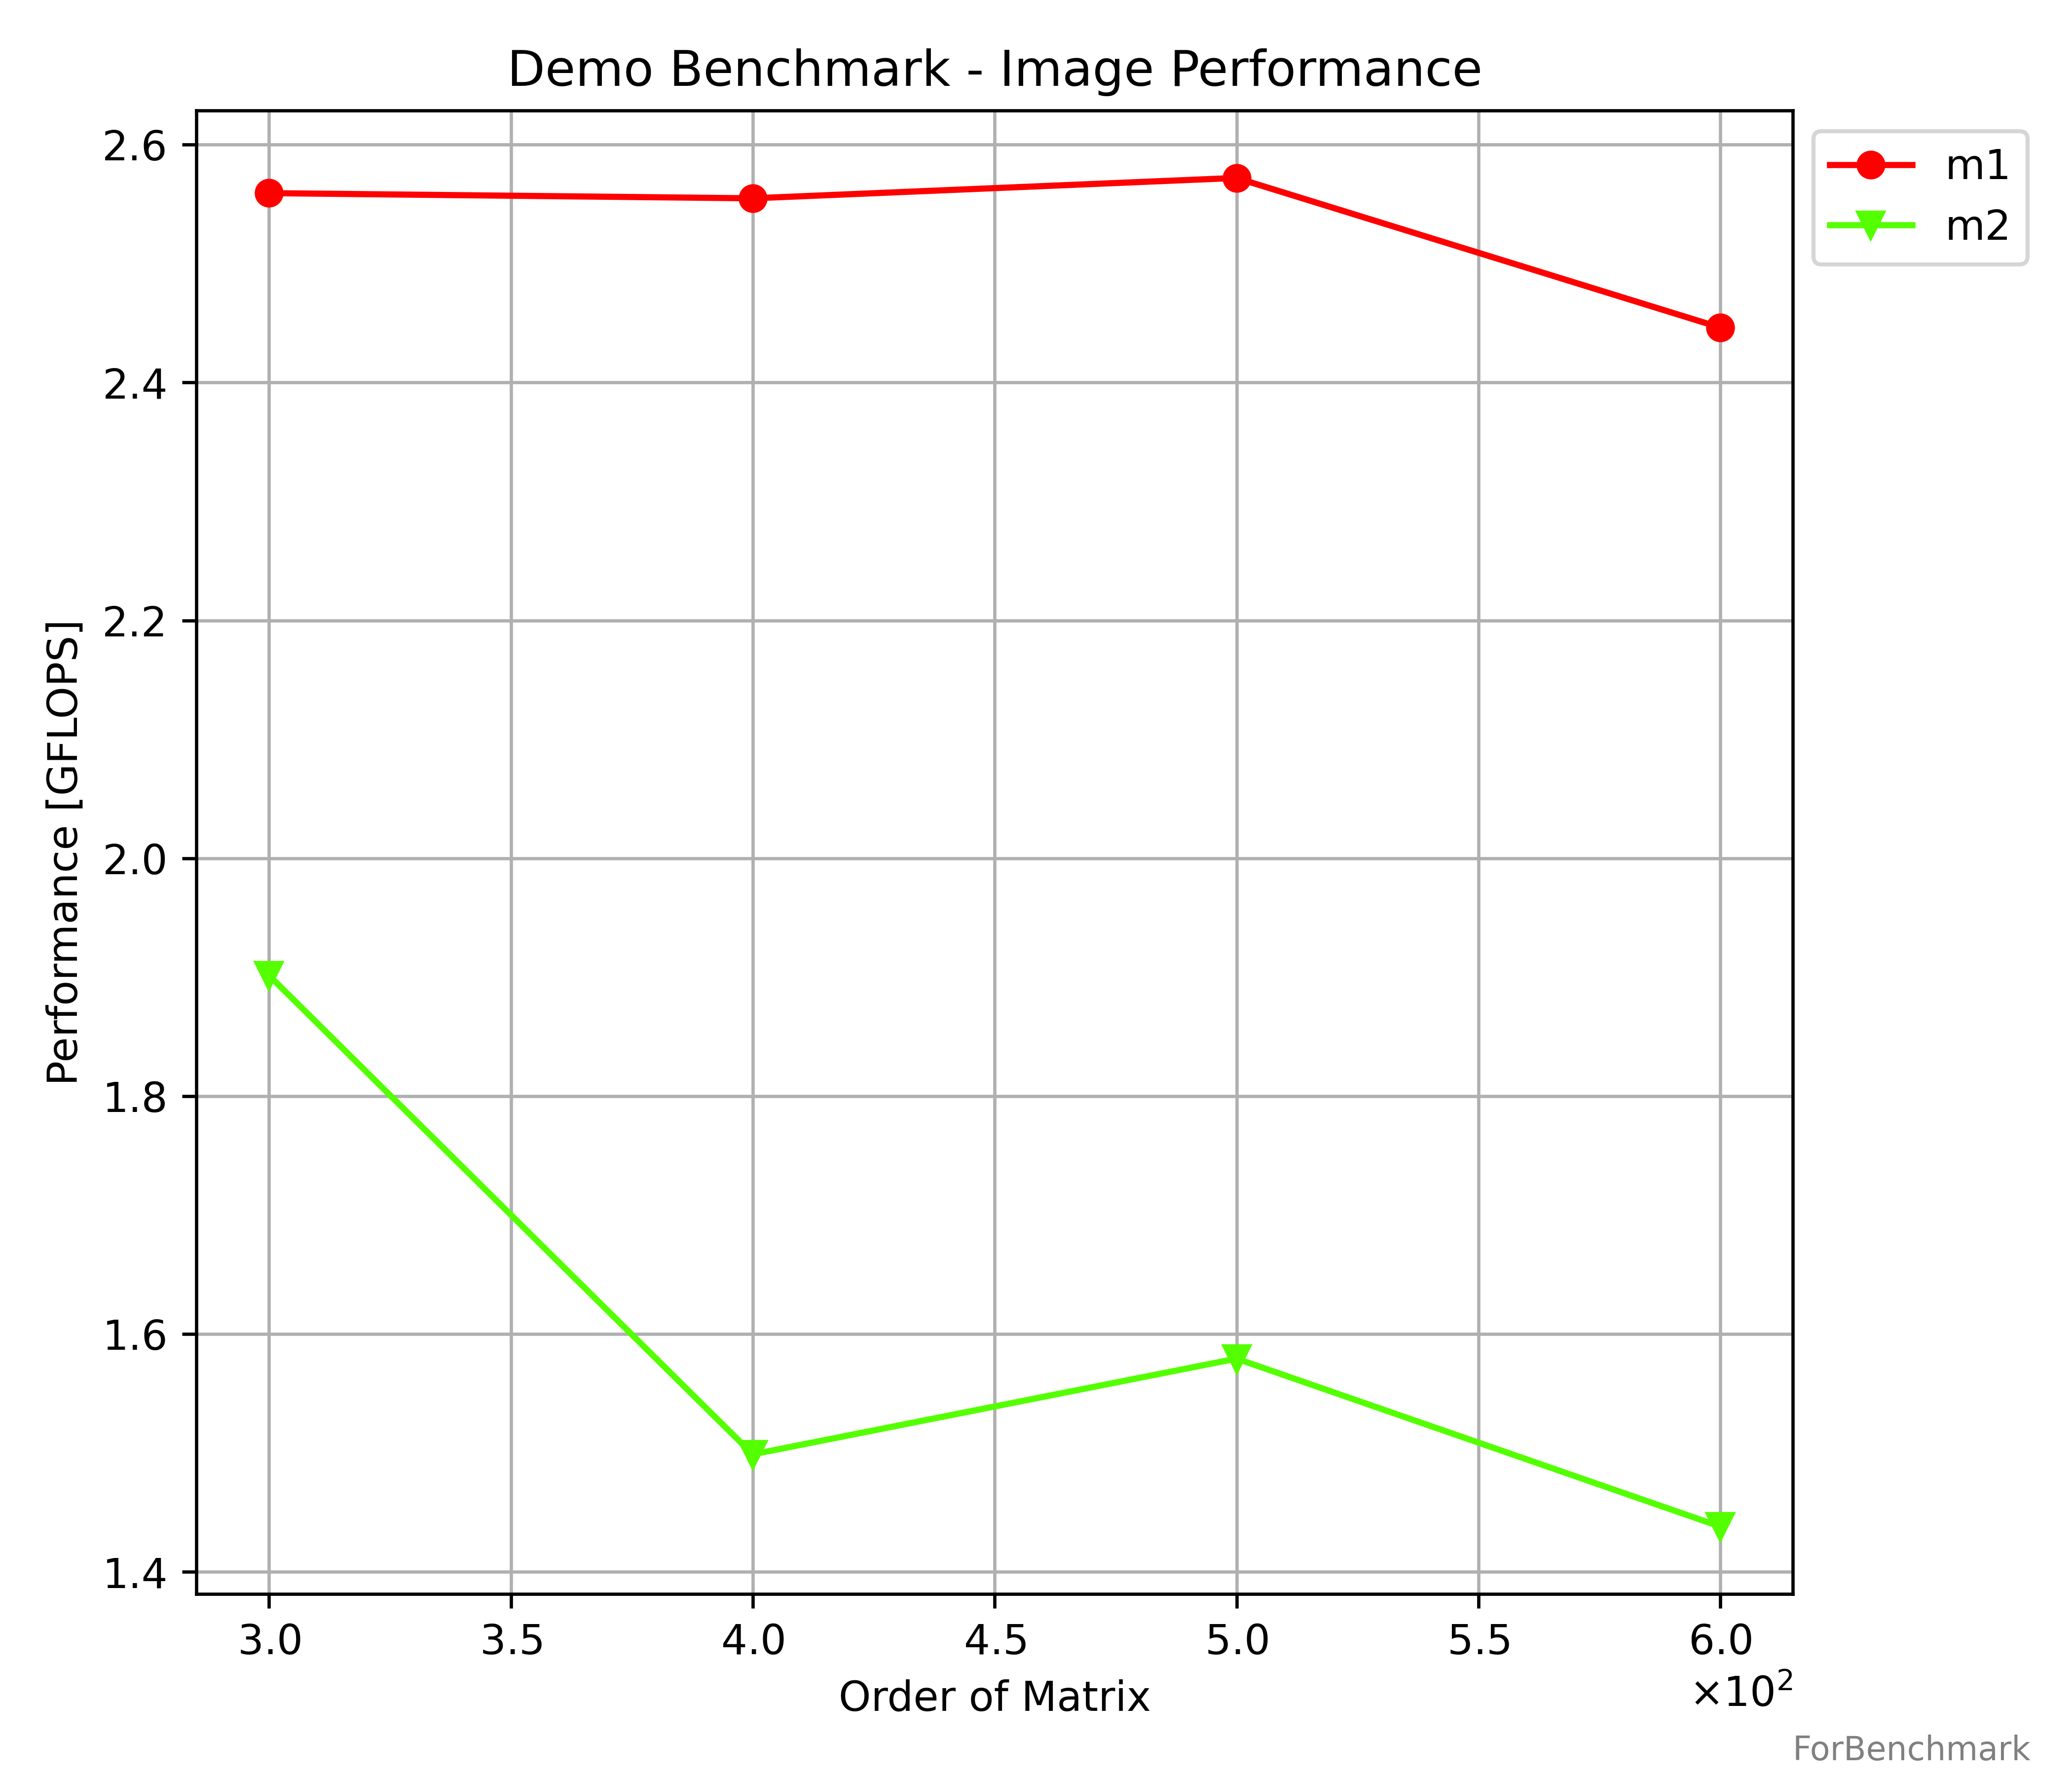 Demo Benchmark - Image Performance
m1
m2
Performance [GFLOPS]
2.6
2.4
2.2
2.0
1.8
1.6
1.4
3.0 3.5 4.0 4.5 5.0 5.5 6.0
×10²
Order of Matrix
ForBenchmark